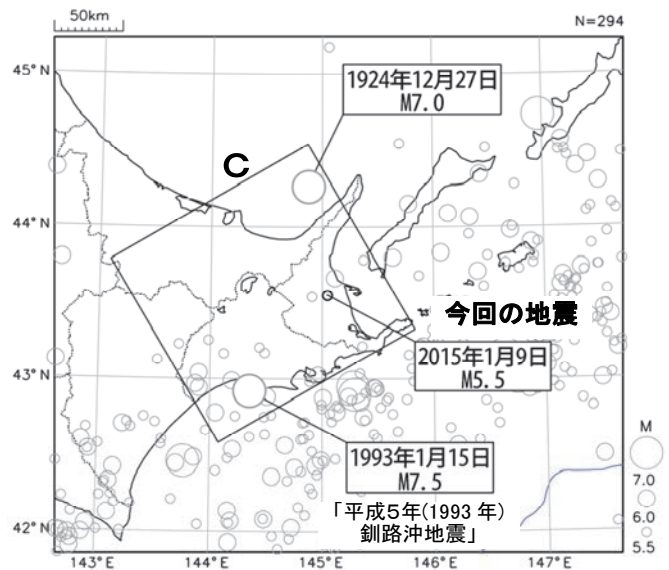 50km
N=294
45°N
1924年12月27日
M7.0
C
44°N
今回の地震
2015年1月9日
M5.5
43°N
1993年1月15日
M7.5
「平成5年(1993 年)
釧路沖地震」
M
7.0
6.0
5.5
42°N
143°E
144°E
145°E
146°E
147°E